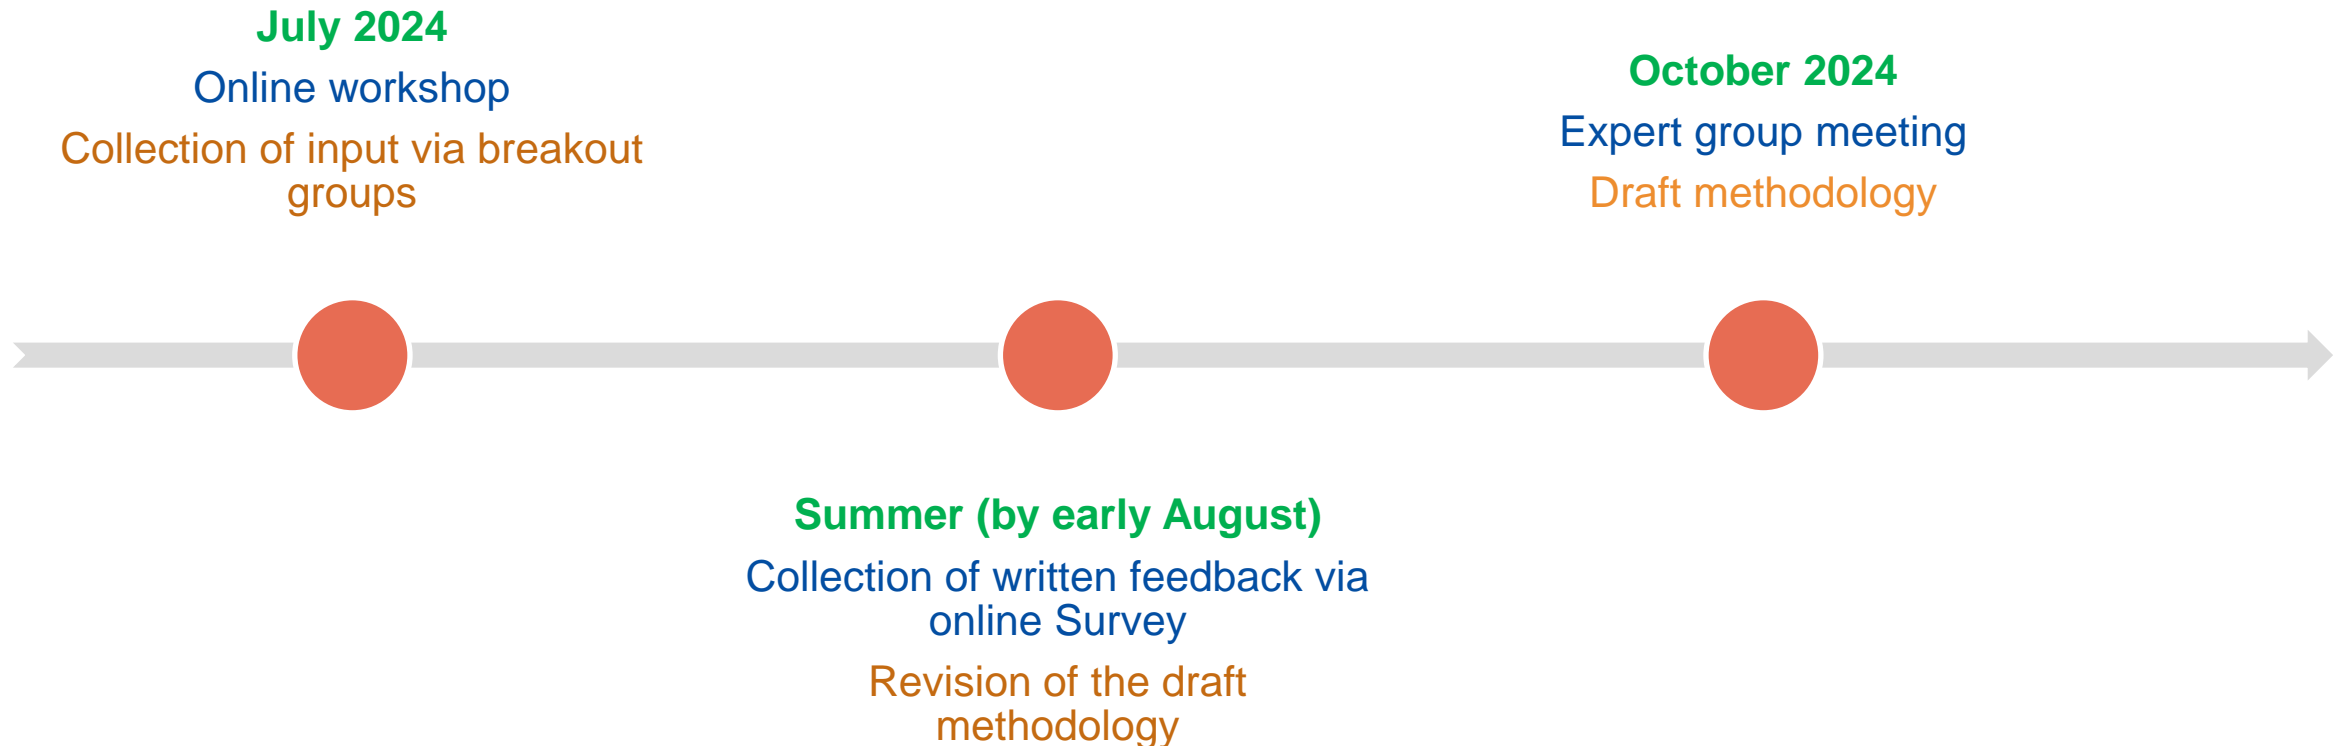 July 2024
Online workshop
Collection of input via breakout
groups
Summer (by early August)
Collection of written feedback via
online Survey
Revision of the draft
methodology
October 2024
Expert group meeting
Draft methodology